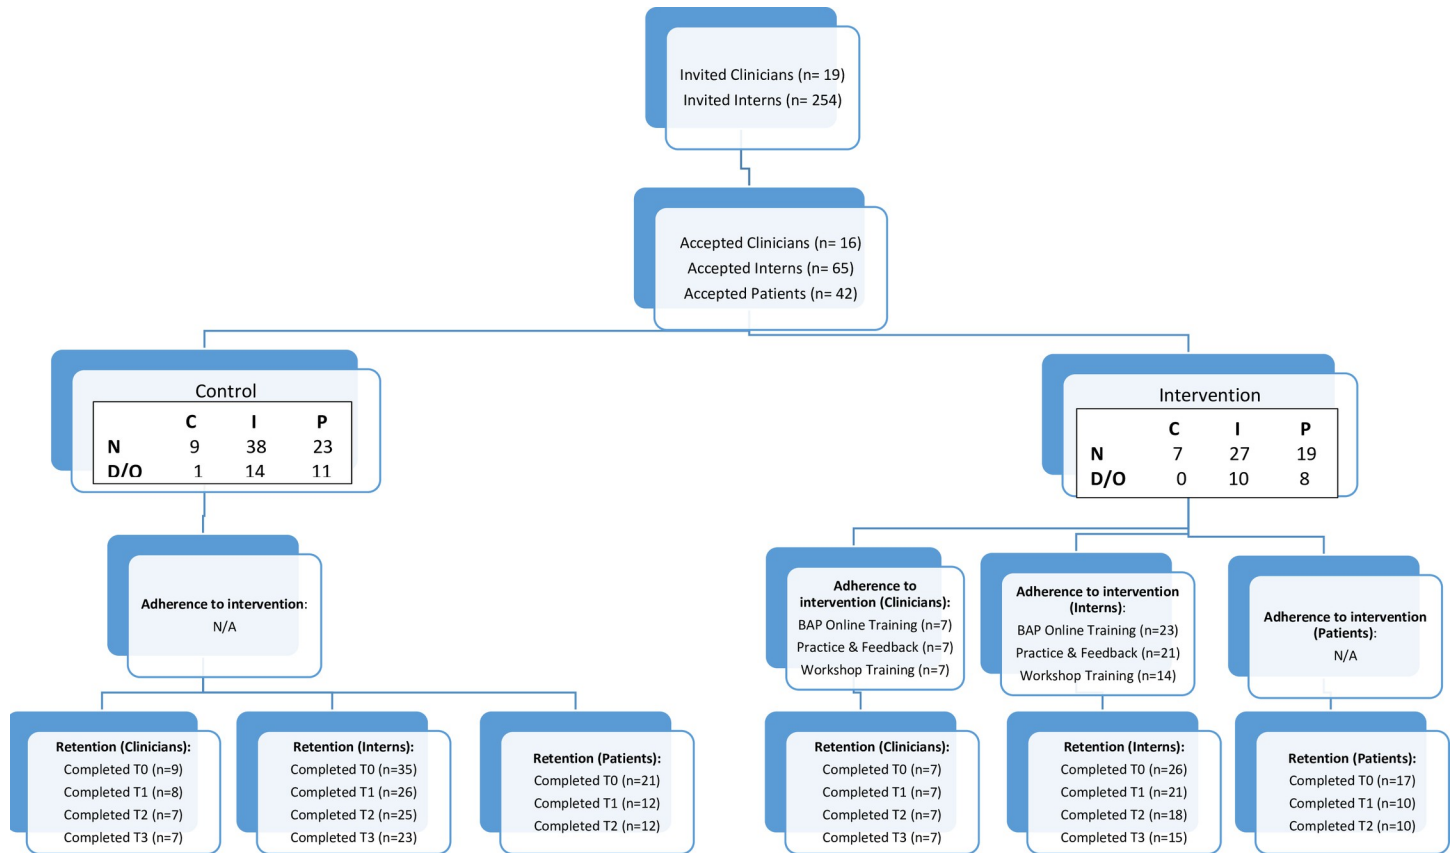 Invited Clinicians (n= 19)
Invited Interns (n= 254)
Accepted Clinicians (n= 16)
Accepted Interns (n= 65)
Accepted Patients (n= 42)
Control
C I P
N 9 38 23
D/O 1 14 11
Intervention
C I P
N 7 27 19
D/O 0 10 8
Adherence to intervention:
N/A
Adherence to
intervention (Clinicians):
BAP Online Training (n=7)
Practice & Feedback (n=7)
Workshop Training (n=7)
Adherence to intervention
(Interns):
BAP Online Training (n=23)
Practice & Feedback (n=21)
Workshop Training (n=14)
Adherence to intervention
(Patients):
N/A
Retention (Clinicians):
Completed T0 (n=9)
Completed T1 (n=8)
Completed T2 (n=7)
Completed T3 (n=7)
Retention (Interns):
Completed T0 (n=35)
Completed T1 (n=26)
Completed T2 (n=25)
Completed T3 (n=23)
Retention (Patients):
Completed T0 (n=21)
Completed T1 (n=12)
Completed T2 (n=12)
Retention (Clinicians):
Completed T0 (n=7)
Completed T1 (n=7)
Completed T2 (n=7)
Completed T3 (n=7)
Retention (Interns):
Completed T0 (n=26)
Completed T1 (n=21)
Completed T2 (n=18)
Completed T3 (n=15)
Retention (Patients):
Completed T0 (n=17)
Completed T1 (n=10)
Completed T2 (n=10)